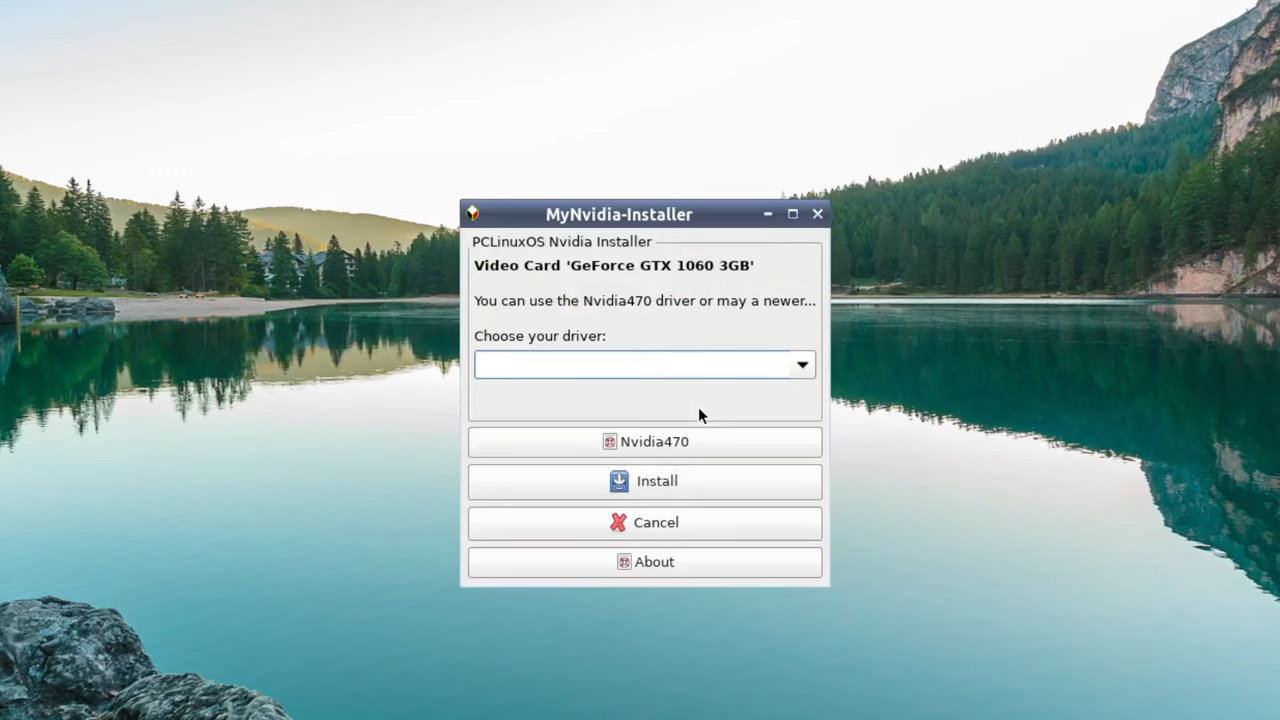 MyNvidia-Installer
PCLinuxOS Nvidia Installer
Video Card 'GeForce GTX 1060 3GB'
You can use the Nvidia470 driver or may a newer...
Choose your driver:
Nvidia470
Install
Cancel
About